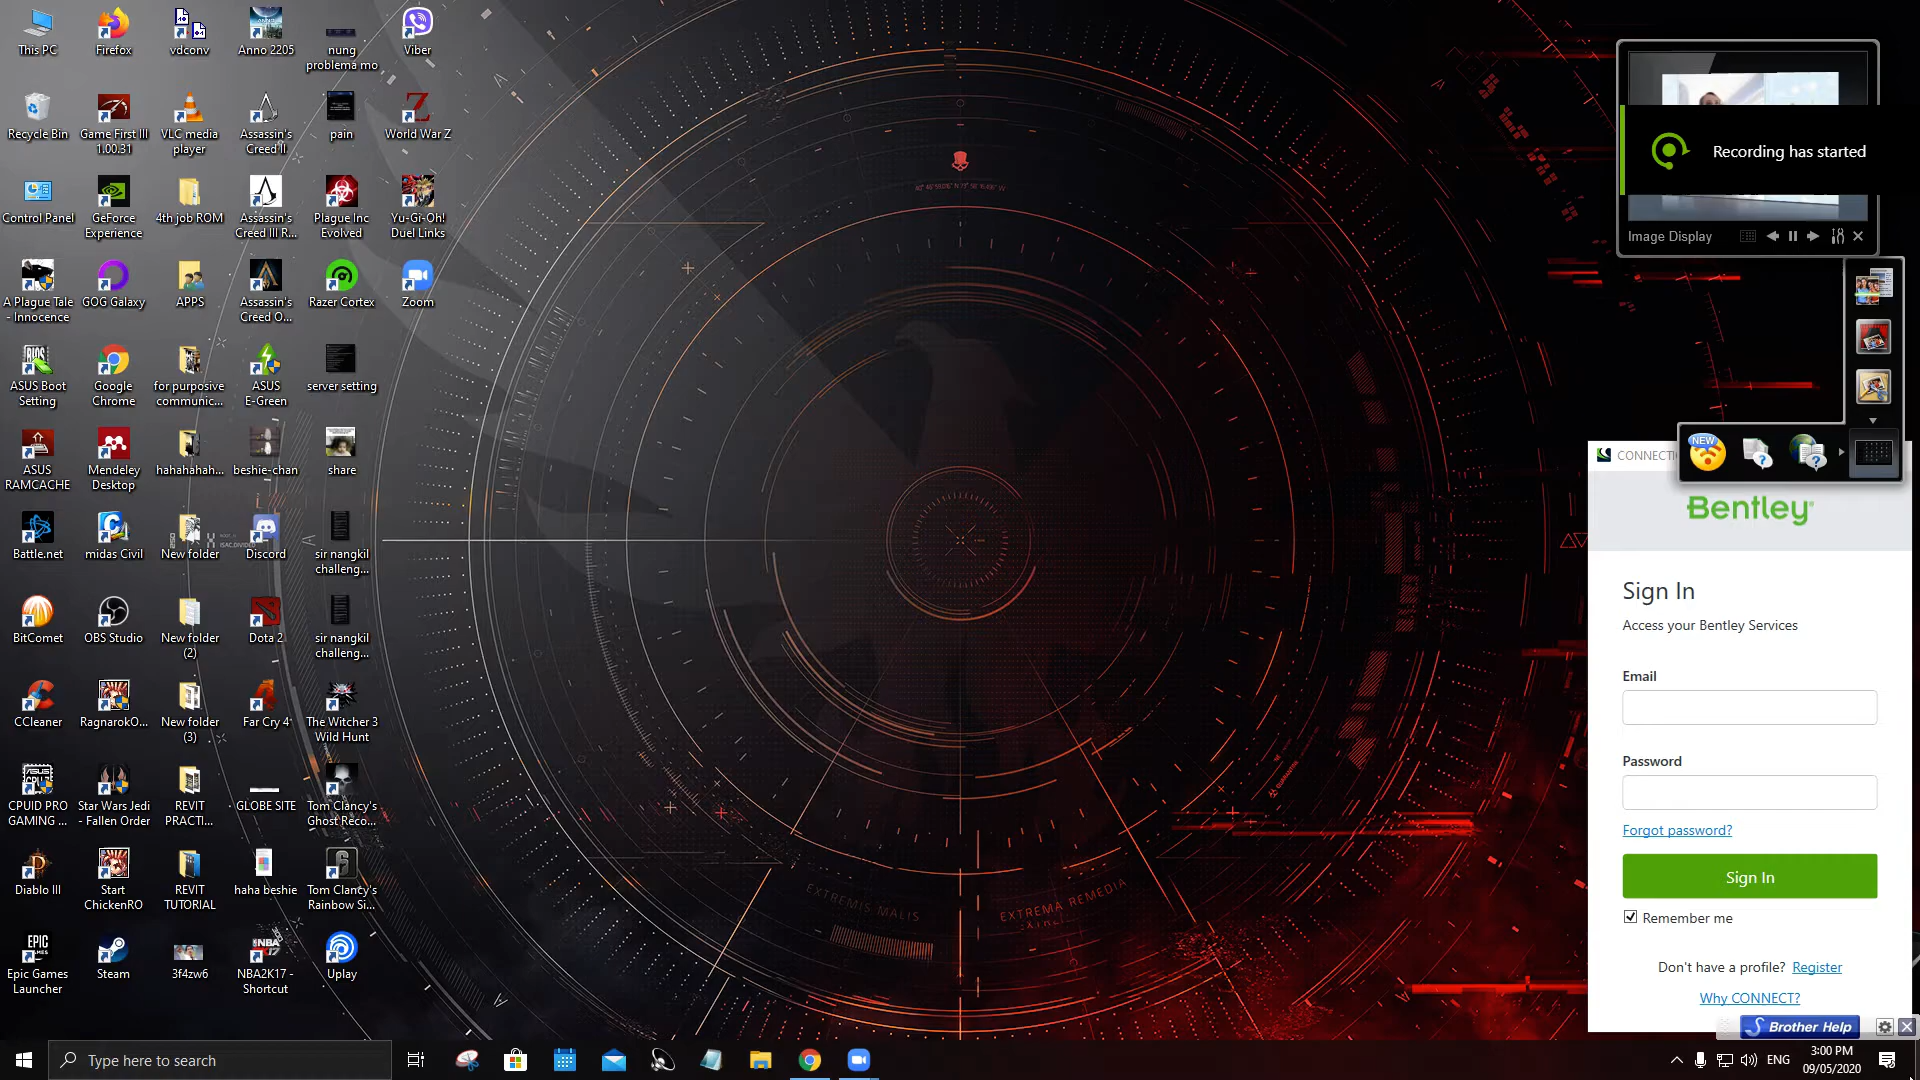 This PC
Firefox
vdconv
Anno 2205
nung
problema mo
Viber
Recycle Bin
Game First III
1.00.31
VLC media
player
Assassin's
Creed II
pain
World War Z
Control Panel
GeForce
Experience
4th job ROM
Assassin's
Creed III R...
Plague Inc
Evolved
Yu-Gi-Oh!
Duel Links
A Plague Tale
- Innocence
GOG Galaxy
APPS
Assassin's
Creed O...
Razer Cortex
Zoom
ASUS Boot
Setting
Google
Chrome
for purposive
communic...
ASUS
E-Green
server setting
ASUS
RAMCACHE
Mendeley
Desktop
hahahahah...
beshie-chan
share
Battle.net
midas Civil
New folder
Discord
sir nangkil
challeng...
BitComet
OBS Studio
New folder
(2)
Dota 2
sir nangkil
challeng...
CCleaner
RagnarokO...
New folder
(3)
Far Cry 4
The Witcher 3
Wild Hunt
CPUID PRO
GAMING ...
Star Wars Jedi
- Fallen Order
REVIT
PRACTI...
GLOBE SITE
Tom Clancy's
Ghost Reco...
Diablo III
Start
ChickenRO
REVIT
TUTORIAL
haha beshie
Tom Clancy's
Rainbow Si...
Epic Games
Launcher
Steam
3f4zw6
NBA2K17 -
Shortcut
Uplay
EXTREMIS MALIS
EXTREMA REMEDIA
Recording has started
Image Display
NEW
CONNECTI
Bentley
Sign In
Access your Bentley Services
Email
Password
Forgot password?
Sign In
Remember me
Don't have a profile? Register
Why CONNECT?
Brother Help
Type here to search
ENG
3:00 PM
09/05/2020